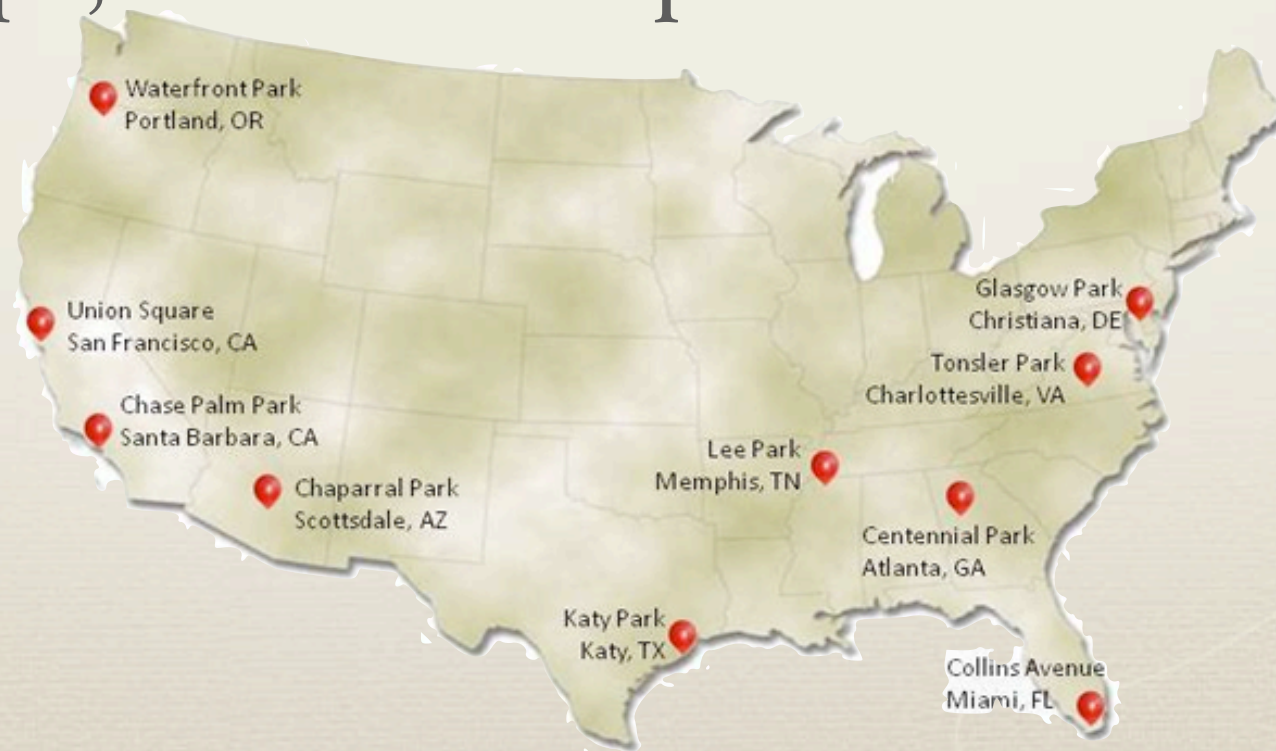 Waterfront Park
Portland, OR
Union Square
San Francisco, CA
Chase Palm Park
Santa Barbara, CA
Chaparral Park
Scottsdale, AZ
Glasgow Park
Christiana, DE
Tonsler Park
Charlottesville, VA
Lee Park
Memphis, TN
Centennial Park
Atlanta, GA
Katy Park
Katy, TX
Collins Avenue
Miami, FL